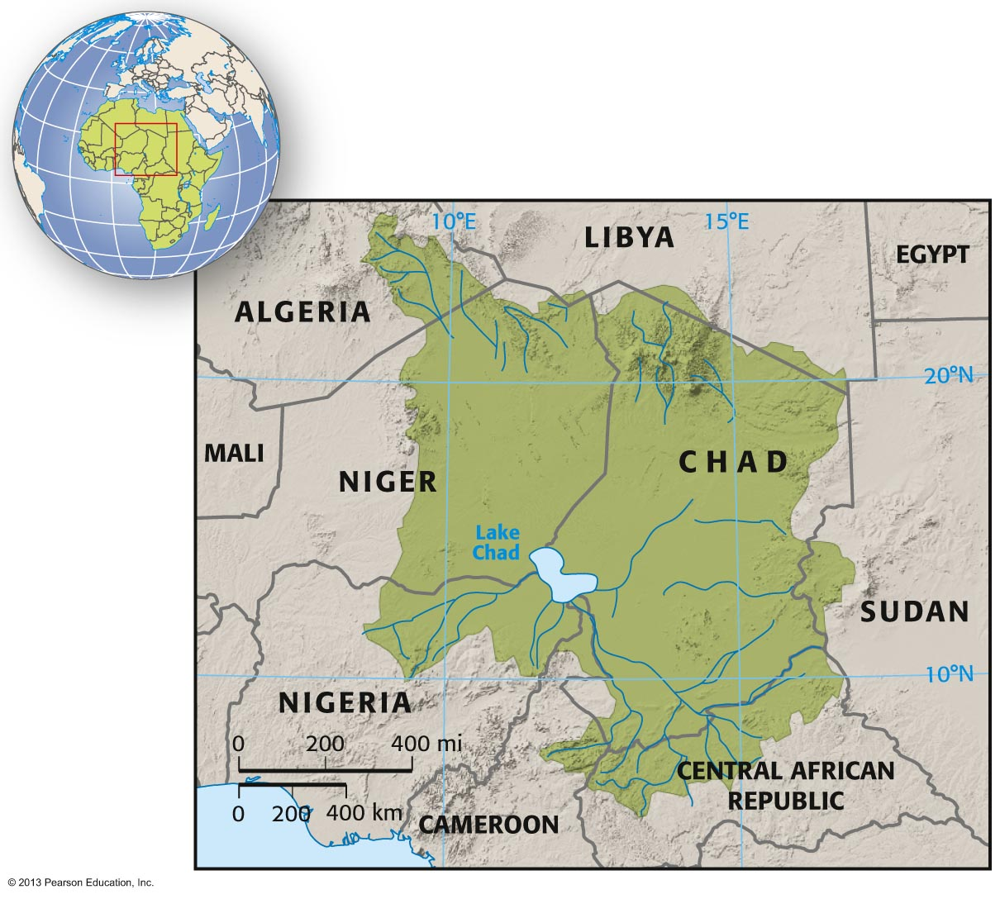 10°E
15°E
LIBYA
EGYPT
ALGERIA
20°N
MALI
CHAD
NIGER
Lake
Chad
SUDAN
10°N
NIGERIA
0 200 400 mi
CENTRAL AFRICAN
REPUBLIC
0 200 400 km
CAMEROON
© 2013 Pearson Education, Inc.